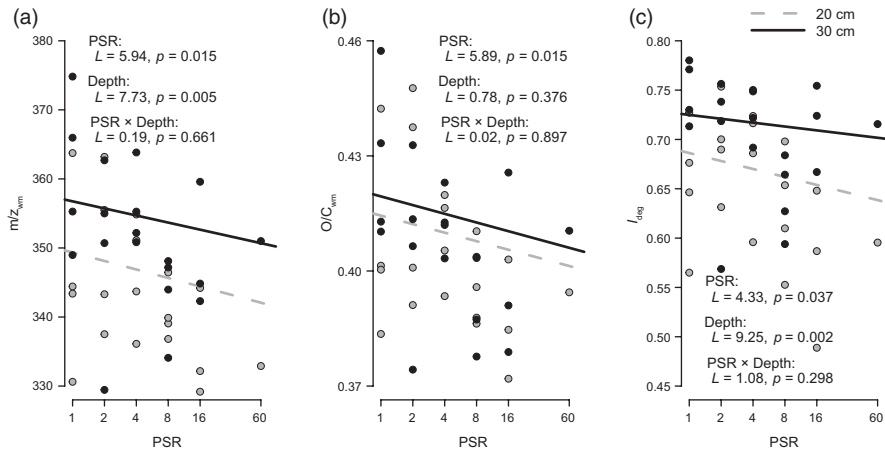 (a)
380
370
360
350
340
330
m/z_wm
PSR:
L = 5.94, p = 0.015
Depth:
L = 7.73, p = 0.005
PSR × Depth:
L = 0.19, p = 0.661
1 2 4 8 16 60
PSR
(b)
0.46
0.43
0.40
0.37
O/C_wm
PSR:
L = 5.89, p = 0.015
Depth:
L = 0.78, p = 0.376
PSR × Depth:
L = 0.02, p = 0.897
1 2 4 8 16 60
PSR
(c)
20 cm
30 cm
0.80
0.75
0.70
0.65
0.60
0.55
0.50
0.45
I_deg
PSR:
L = 4.33, p = 0.037
Depth:
L = 9.25, p = 0.002
PSR × Depth:
L = 1.08, p = 0.298
1 2 4 8 16 60
PSR